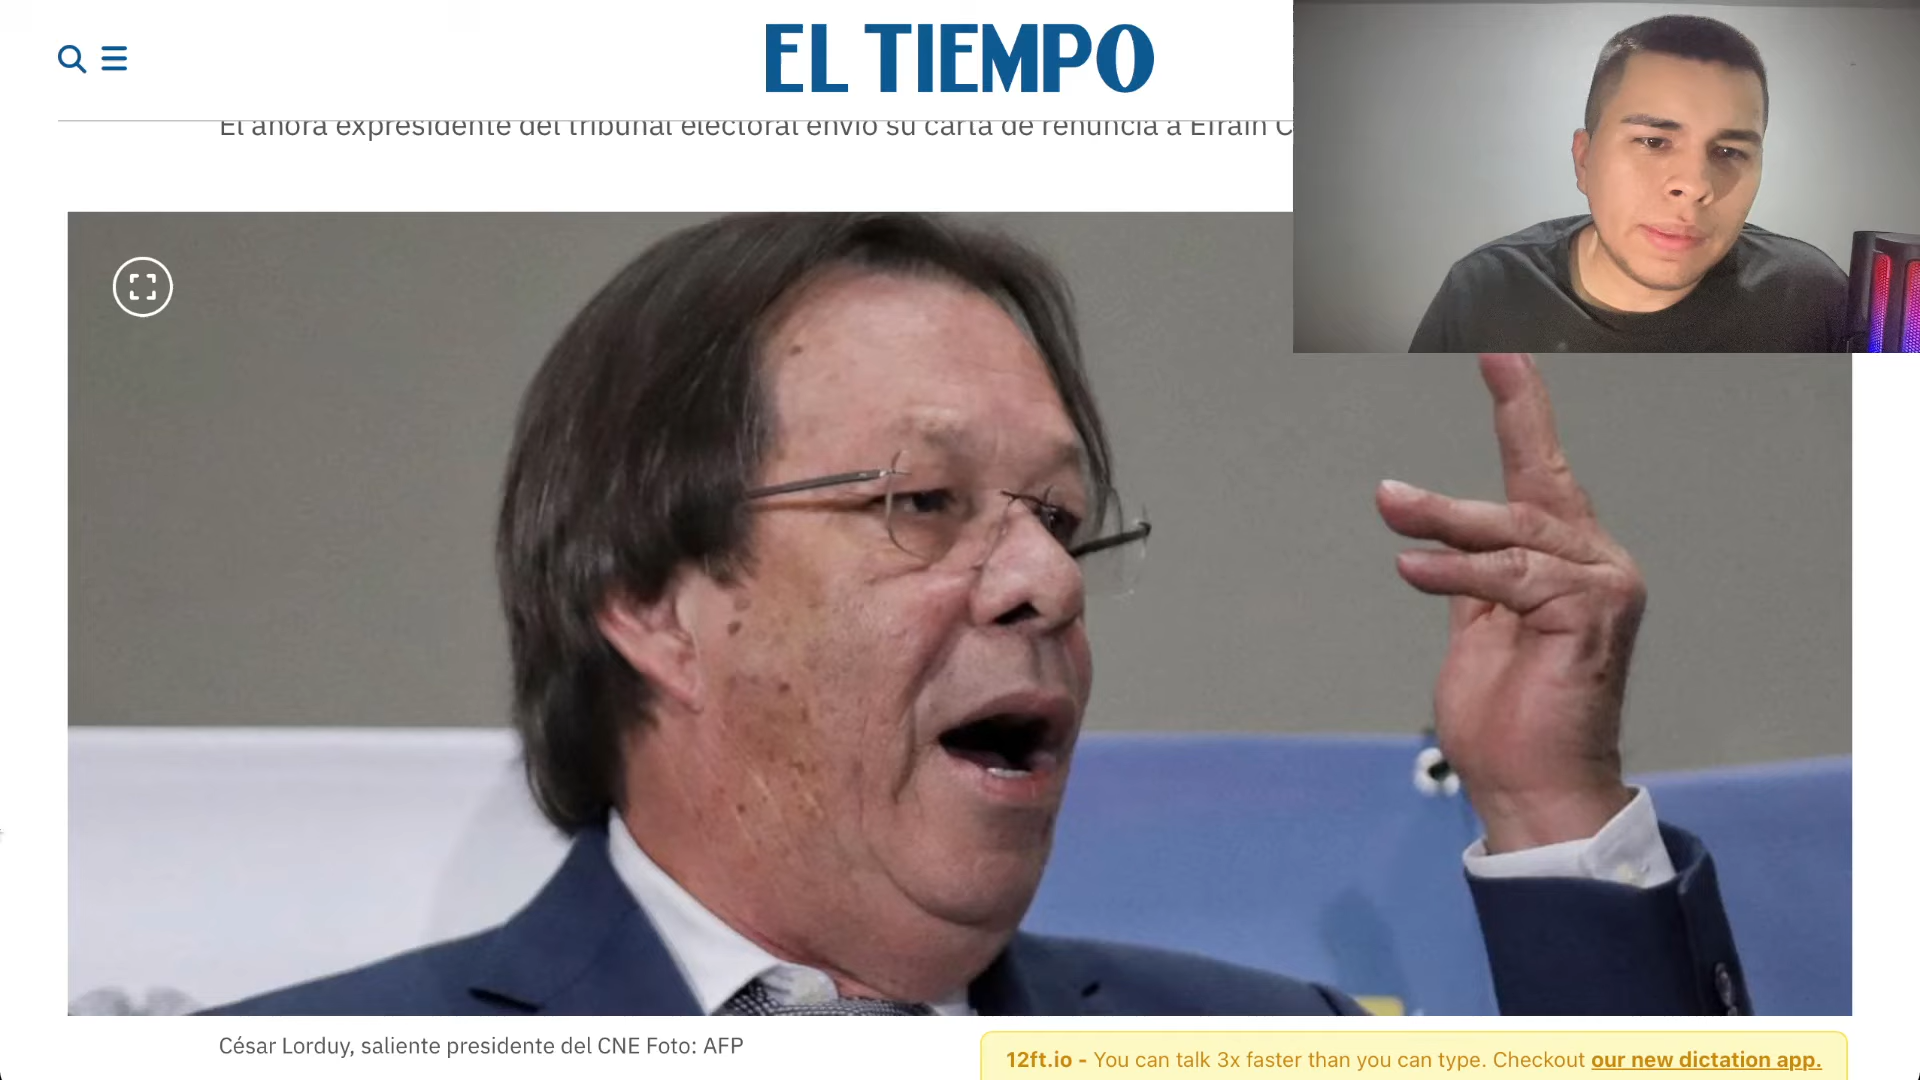 EL TIEMPO
El ahora expresidente del tribunal electoral envió su carta de renuncia a Efraín
César Lorduy, saliente presidente del CNE Foto: AFP
12ft.io - You can talk 3x faster than you can type. Checkout our new dictation app.